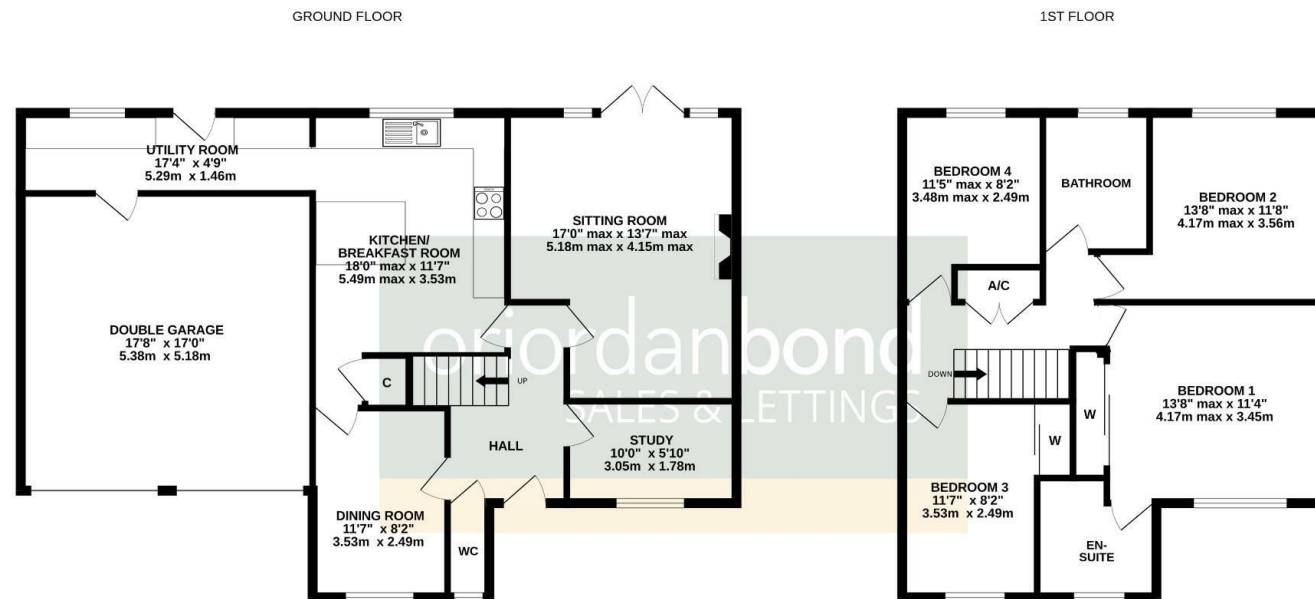 GROUND FLOOR
1ST FLOOR
UTILITY ROOM
17'4" x 4'9"
5.29m x 1.46m
KITCHEN/
BREAKFAST ROOM
18'0" max x 11'7"
5.49m max x 3.53m
SITTING ROOM
17'0" max x 13'7" max
5.18m max x 4.15m max
DOUBLE GARAGE
17'8" x 17'0"
5.38m x 5.18m
C
UP
HALL
STUDY
10'0" x 5'10"
3.05m x 1.78m
DINING ROOM
11'7" x 8'2"
3.53m x 2.49m
WC
BEDROOM 4
11'5" max x 8'2"
3.48m max x 2.49m
BATHROOM
BEDROOM 2
13'8" max x 11'8"
4.17m max x 3.56m
A/C
DOWN
W
BEDROOM 1
13'8" max x 11'4"
4.17m max x 3.45m
W
BEDROOM 3
11'7" x 8'2"
3.53m x 2.49m
EN-
SUITE
oriordanbond
SALES & LETTINGS